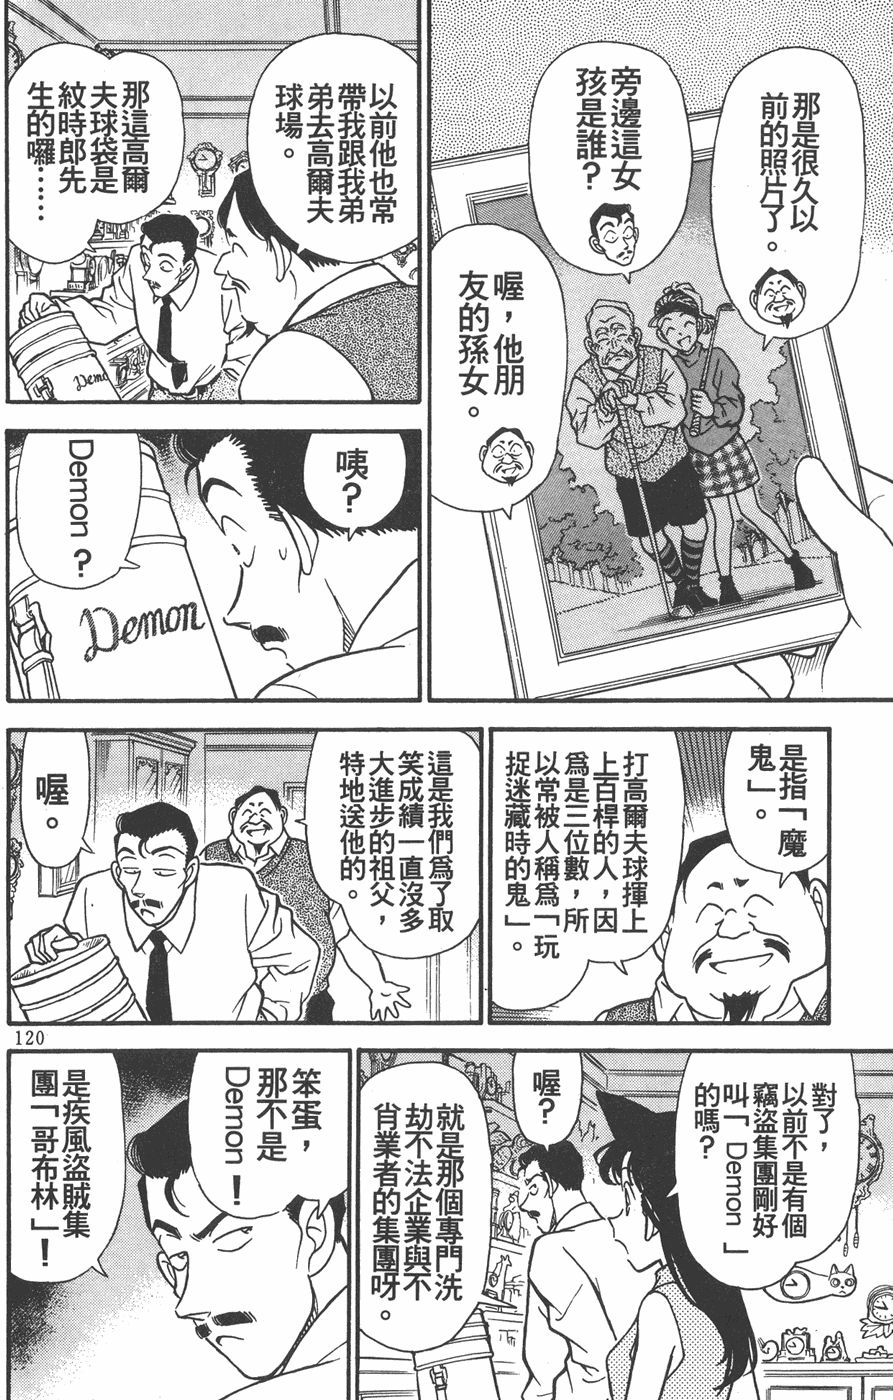 那是很久以
前的照片了。
旁邊這女
孩是誰？
喔，他朋
友的孫女。
以前他也常
帶我跟我弟
弟去高爾夫
球場。
那這高爾
夫球袋是
紋時郎先
生的囉……
Demon
咦？
Demon？
Demon
是指「魔
鬼」。
打高爾夫球揮上
上百桿的人，因
為是三位數，所
以常被人稱為「玩
捉迷藏時的鬼」。
這是我們為了取
笑成績一直沒多
大進步的祖父，
特地送他的。
喔。
120
對了，
以前不是有個
竊盜集團剛好
叫「Demon」
的嗎？
喔？
就是那個專門洗
劫不法企業與不
肖業者的集團呀。
笨蛋，
那不是
Demon！
是疾風盜賊集
團「哥布林」！